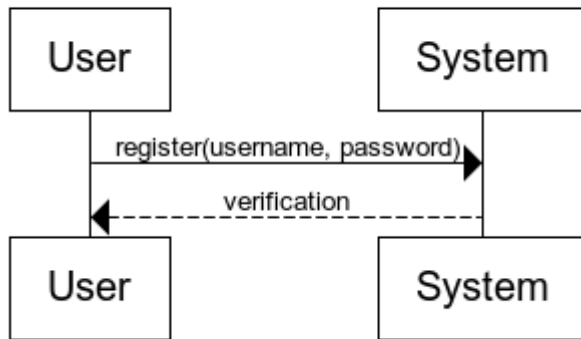 User
System
register(username, password)
verification
User
System